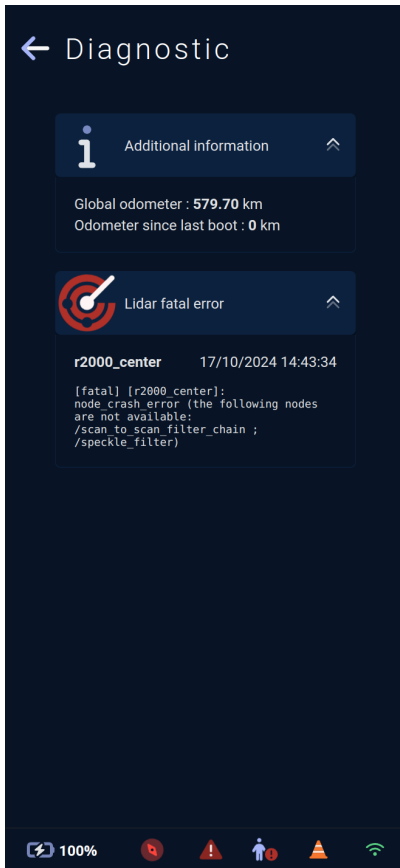 Diagnostic
Additional information
Global odometer : 579.70 km
Odometer since last boot : 0 km
Lidar fatal error
r2000_center 17/10/2024 14:43:34
[fatal] [r2000_center]:
node_crash_error (the following nodes
are not available:
/scan_to_scan_filter_chain ;
/speckle_filter)
100%